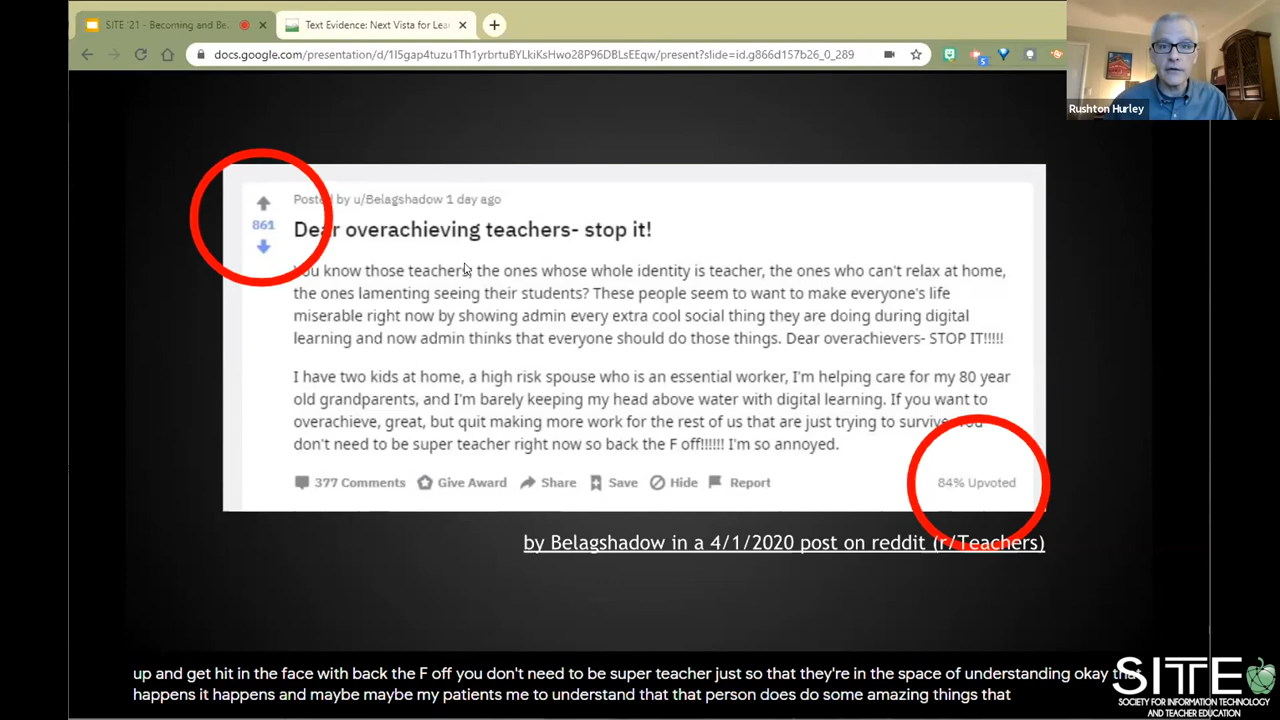 SITE '21 - Becoming and Be
Text Evidence: Next Vista for Lea
docs.google.com/presentation/d/1I5gap4tuzu1Th1yrbrtuBYLkiKsHwo28P96DBLsEEqw/present?slide=id.g866d157b26_0_289
5
Rushton Hurley
Posted by u/Belagshadow 1 day ago
861
Dear overachieving teachers- stop it!
You know those teachers, the ones whose whole identity is teacher, the ones who can't relax at home,
the ones lamenting seeing their students? These people seem to want to make everyone's life
miserable right now by showing admin every extra cool social thing they are doing during digital
learning and now admin thinks that everyone should do those things. Dear overachievers- STOP IT!!!!!
I have two kids at home, a high risk spouse who is an essential worker, I'm helping care for my 80 year
old grandparents, and I'm barely keeping my head above water with digital learning. If you want to
overachieve, great, but quit making more work for the rest of us that are just trying to survive. You
don't need to be super teacher right now so back the F off!!!!!! I'm so annoyed.
377 Comments Give Award Share Save Hide Report 84% Upvoted
by Belagshadow in a 4/1/2020 post on reddit (r/Teachers)
up and get hit in the face with back the F off you don't need to be super teacher just so that they're in the space of understanding okay that
happens it happens and maybe maybe my patients me to understand that that person does do some amazing things that
SITE
SOCIETY FOR INFORMATION TECHNOLOGY
AND TEACHER EDUCATION